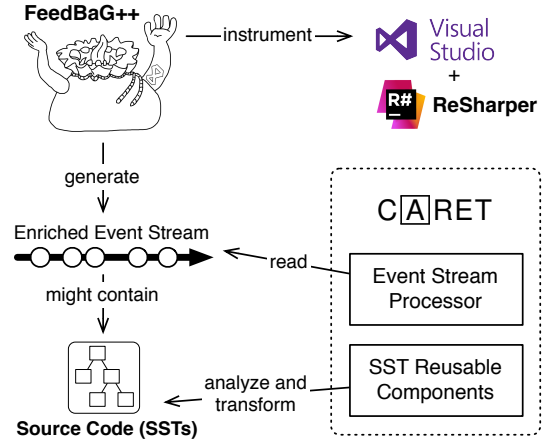 FeedBaG++
instrument
Visual
Studio
+
R#
ReSharper
generate
CARET
Enriched Event Stream
read
Event Stream
Processor
might contain
SST Reusable
Components
analyze and
transform
Source Code (SSTs)